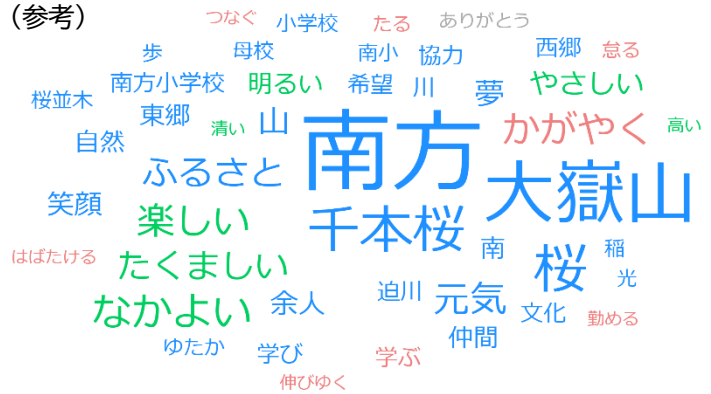 （参考）
つなぐ
小学校
たる
ありがとう
歩
母校
南小
協力
西郷
怠る
桜並木
南方小学校
明るい
希望
川
夢
やさしい
自然
東郷
清い
山
南方
かがやく
高い
笑顔
ふるさと
大嶽山
楽しい
千本桜
はばたける
たくましい
南
桜
稲
光
なかよい
余人
迫川
元気
文化
勤める
ゆたか
学び
学ぶ
仲間
伸びゆく